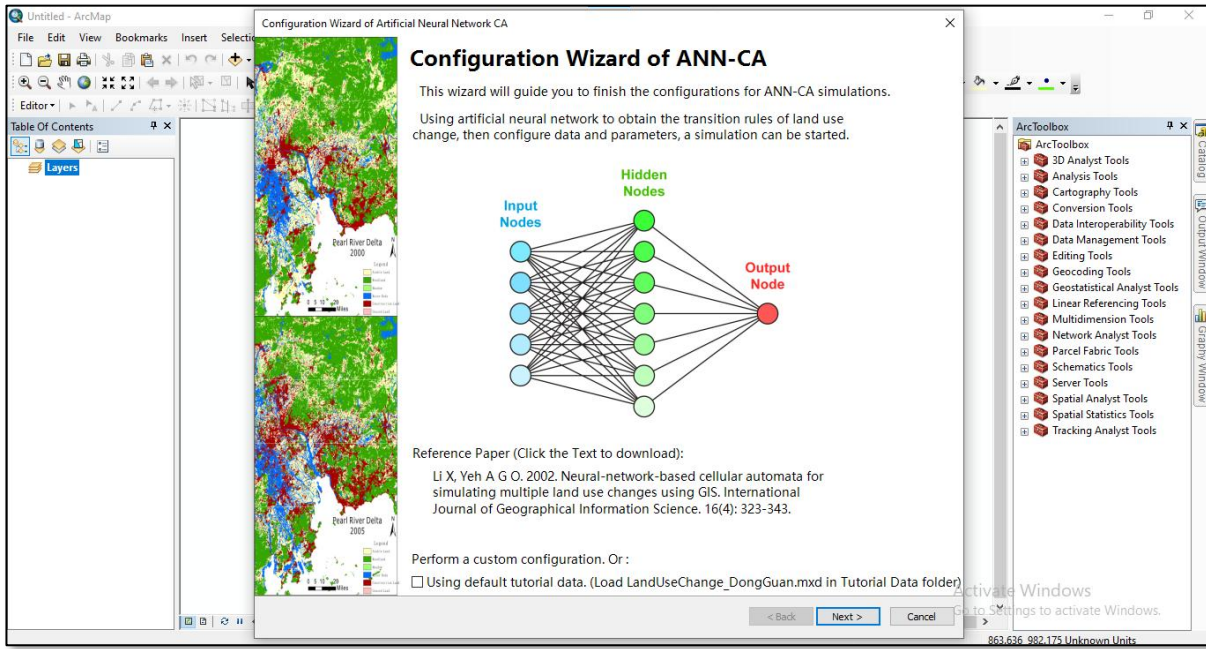 Untitled - ArcMap
File Edit View Bookmarks Insert Selecti
Editor
Table Of Contents
Layers
Configuration Wizard of Artificial Neural Network CA
Pearl River Delta
2000
Legend
Miles
Pearl River Delta
2005
Legend
Miles
Configuration Wizard of ANN-CA
This wizard will guide you to finish the configurations for ANN-CA simulations.
Using artificial neural network to obtain the transition rules of land use
change, then configure data and parameters, a simulation can be started.
Hidden
Nodes
Input
Nodes
Output
Node
Reference Paper (Click the Text to download):
Li X, Yeh A G O. 2002. Neural-network-based cellular automata for
simulating multiple land use changes using GIS. International
Journal of Geographical Information Science. 16(4): 323-343.
Perform a custom configuration. Or :
Using default tutorial data. (Load LandUseChange_DongGuan.mxd in Tutorial Data folder)
< Back Next > Cancel
ArcToolbox
ArcToolbox
3D Analyst Tools
Analysis Tools
Cartography Tools
Conversion Tools
Data Interoperability Tools
Data Management Tools
Editing Tools
Geocoding Tools
Geostatistical Analyst Tools
Linear Referencing Tools
Multidimension Tools
Network Analyst Tools
Parcel Fabric Tools
Schematics Tools
Server Tools
Spatial Analyst Tools
Spatial Statistics Tools
Tracking Analyst Tools
Catalog
Output Window
Graphy Window
Activate Windows
Go to Settings to activate Windows.
863.636 982.175 Unknown Units